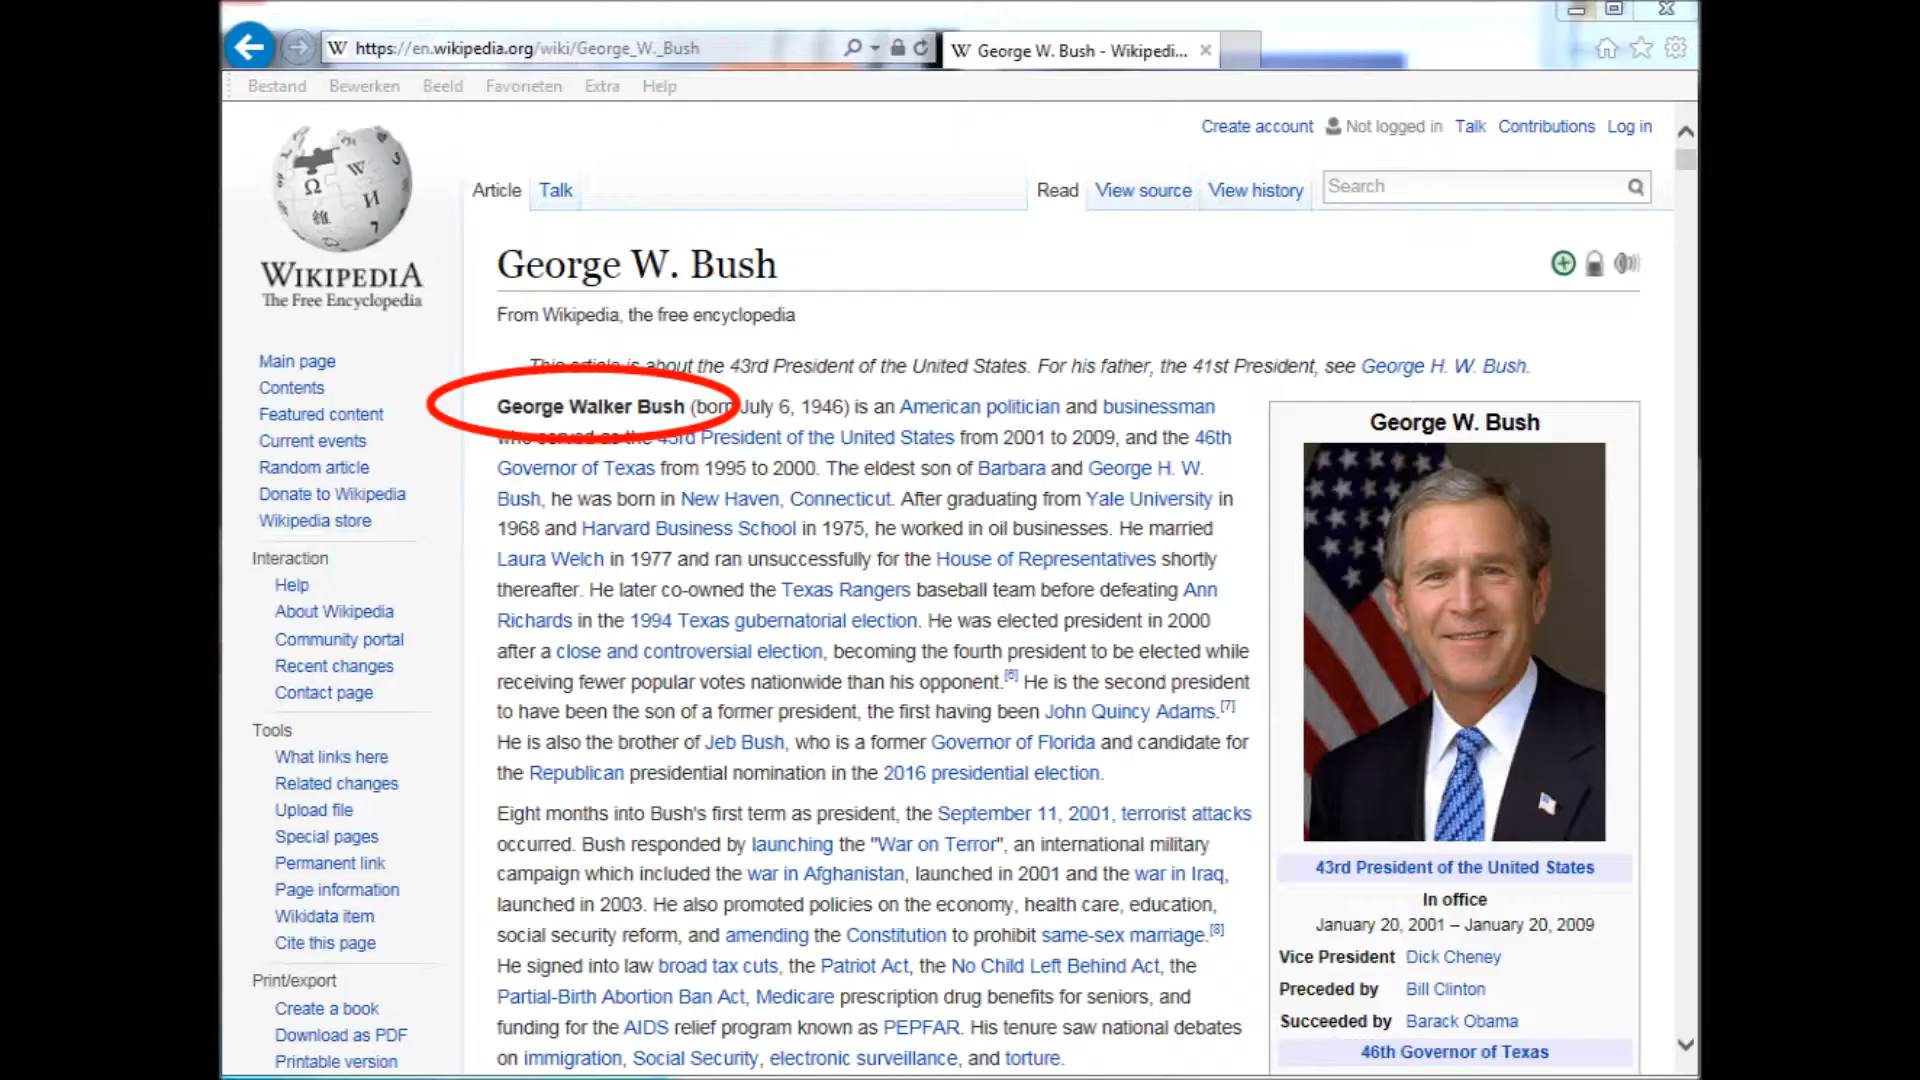 https://en.wikipedia.org/wiki/George_W._Bush
George W. Bush - Wikipedi...
Bestand Bewerken Beeld Favorieten Extra Help
Create account Not logged in Talk Contributions Log in
Article Talk Read View source View history Search
WIKIPEDIA
The Free Encyclopedia
Main page
Contents
Featured content
Current events
Random article
Donate to Wikipedia
Wikipedia store
Interaction
Help
About Wikipedia
Community portal
Recent changes
Contact page
Tools
What links here
Related changes
Upload file
Special pages
Permanent link
Page information
Wikidata item
Cite this page
Print/export
Create a book
Download as PDF
Printable version
George W. Bush
From Wikipedia, the free encyclopedia
This article is about the 43rd President of the United States. For his father, the 41st President, see George H. W. Bush.
George Walker Bush (born July 6, 1946) is an American politician and businessman
who served as the 43rd President of the United States from 2001 to 2009, and the 46th
Governor of Texas from 1995 to 2000. The eldest son of Barbara and George H. W.
Bush, he was born in New Haven, Connecticut. After graduating from Yale University in
1968 and Harvard Business School in 1975, he worked in oil businesses. He married
Laura Welch in 1977 and ran unsuccessfully for the House of Representatives shortly
thereafter. He later co-owned the Texas Rangers baseball team before defeating Ann
Richards in the 1994 Texas gubernatorial election. He was elected president in 2000
after a close and controversial election, becoming the fourth president to be elected while
receiving fewer popular votes nationwide than his opponent.[6] He is the second president
to have been the son of a former president, the first having been John Quincy Adams.[7]
He is also the brother of Jeb Bush, who is a former Governor of Florida and candidate for
the Republican presidential nomination in the 2016 presidential election.
Eight months into Bush's first term as president, the September 11, 2001, terrorist attacks
occurred. Bush responded by launching the "War on Terror", an international military
campaign which included the war in Afghanistan, launched in 2001 and the war in Iraq,
launched in 2003. He also promoted policies on the economy, health care, education,
social security reform, and amending the Constitution to prohibit same-sex marriage.[8]
He signed into law broad tax cuts, the Patriot Act, the No Child Left Behind Act, the
Partial-Birth Abortion Ban Act, Medicare prescription drug benefits for seniors, and
funding for the AIDS relief program known as PEPFAR. His tenure saw national debates
on immigration, Social Security, electronic surveillance, and torture.
George W. Bush
43rd President of the United States
In office
January 20, 2001 – January 20, 2009
Vice President Dick Cheney
Preceded by Bill Clinton
Succeeded by Barack Obama
46th Governor of Texas